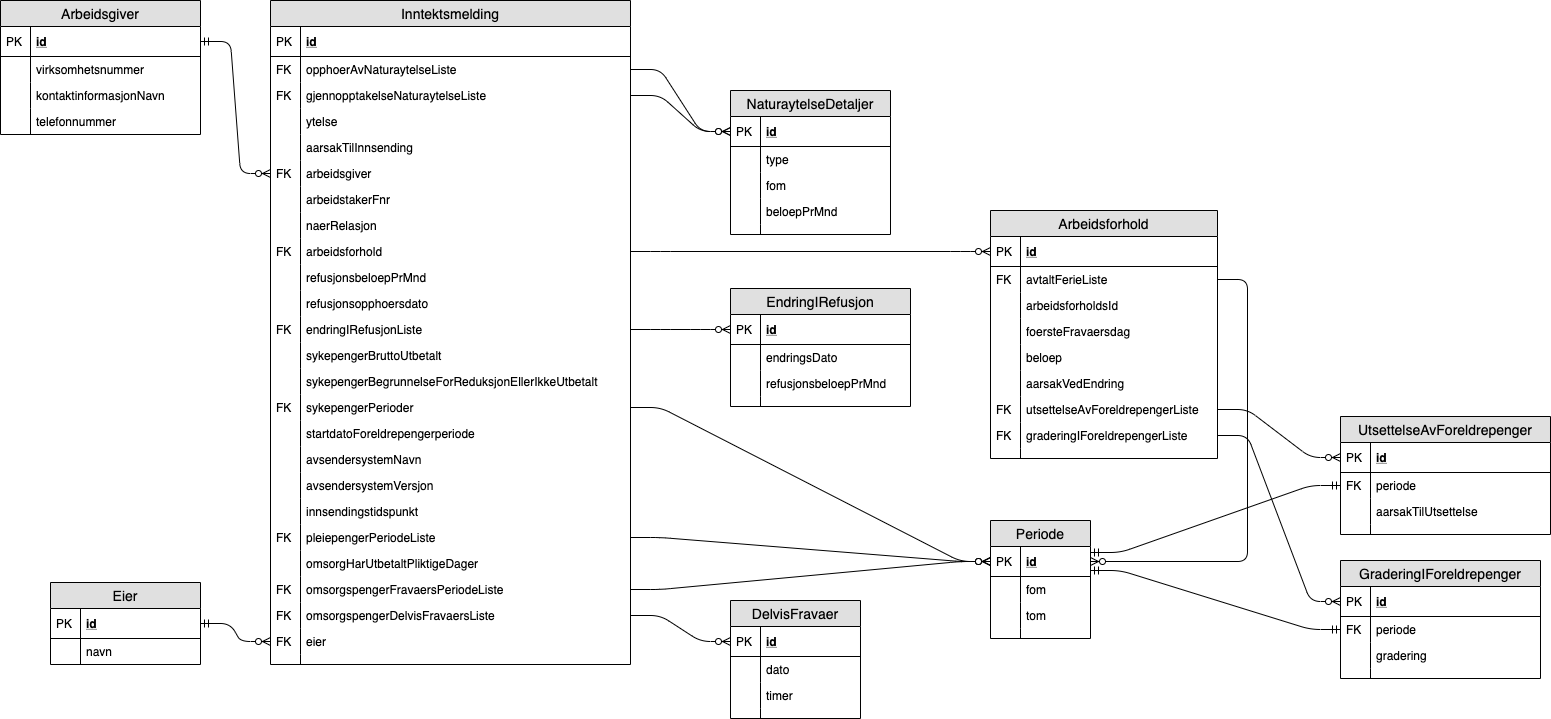 Arbeidsgiver
PK id
virksomhetsnummer
kontaktinformasjonNavn
telefonnummer
Inntektsmelding
PK id
FK opphoerAvNaturaytelseListe
FK gjennopptakelseNaturaytelseListe
ytelse
aarsakTilInnsending
FK arbeidsgiver
arbeidstakerFnr
naerRelasjon
FK arbeidsforhold
refusjonsbeloepPrMnd
refusjonsopphoersdato
FK endringIRefusjonListe
sykepengerBruttoUtbetalt
sykepengerBegrunnelseForReduksjonEllerIkkeUtbetalt
FK sykepengerPerioder
startdatoForeldrepengerperiode
avsendersystemNavn
avsendersystemVersjon
innsendingstidspunkt
FK pleiepengerPeriodeListe
omsorgHarUtbetaltPliktigeDager
FK omsorgspengerFravaersPeriodeListe
FK omsorgspengerDelvisFravaersListe
FK eier
Eier
PK id
navn
NaturaytelseDetaljer
PK id
type
fom
beloepPrMnd
EndringIRefusjon
PK id
endringsDato
refusjonsbeloepPrMnd
DelvisFravaer
PK id
dato
timer
Arbeidsforhold
PK id
FK avtaltFerieListe
arbeidsforholdsId
foersteFravaersdag
beloep
aarsakVedEndring
FK utsettelseAvForeldrepengerListe
FK graderingIForeldrepengerListe
Periode
PK id
fom
tom
UtsettelseAvForeldrepenger
PK id
FK periode
aarsakTilUtsettelse
GraderingIForeldrepenger
PK id
FK periode
gradering